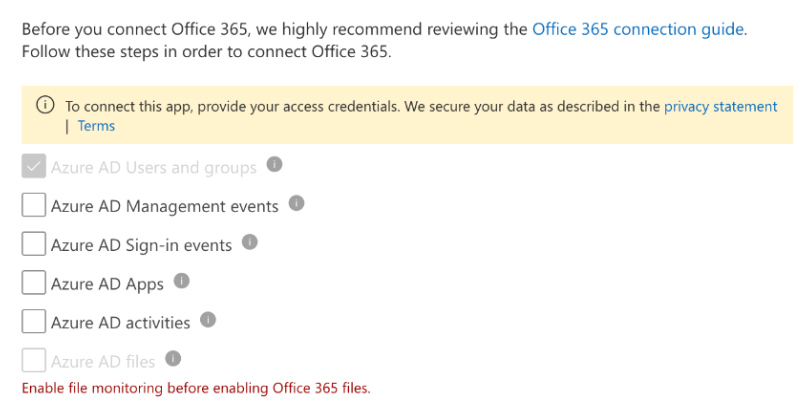 Before you connect Office 365, we highly recommend reviewing the Office 365 connection guide.
Follow these steps in order to connect Office 365.
To connect this app, provide your access credentials. We secure your data as described in the privacy statement
| Terms
Azure AD Users and groups
Azure AD Management events
Azure AD Sign-in events
Azure AD Apps
Azure AD activities
Azure AD files
Enable file monitoring before enabling Office 365 files.